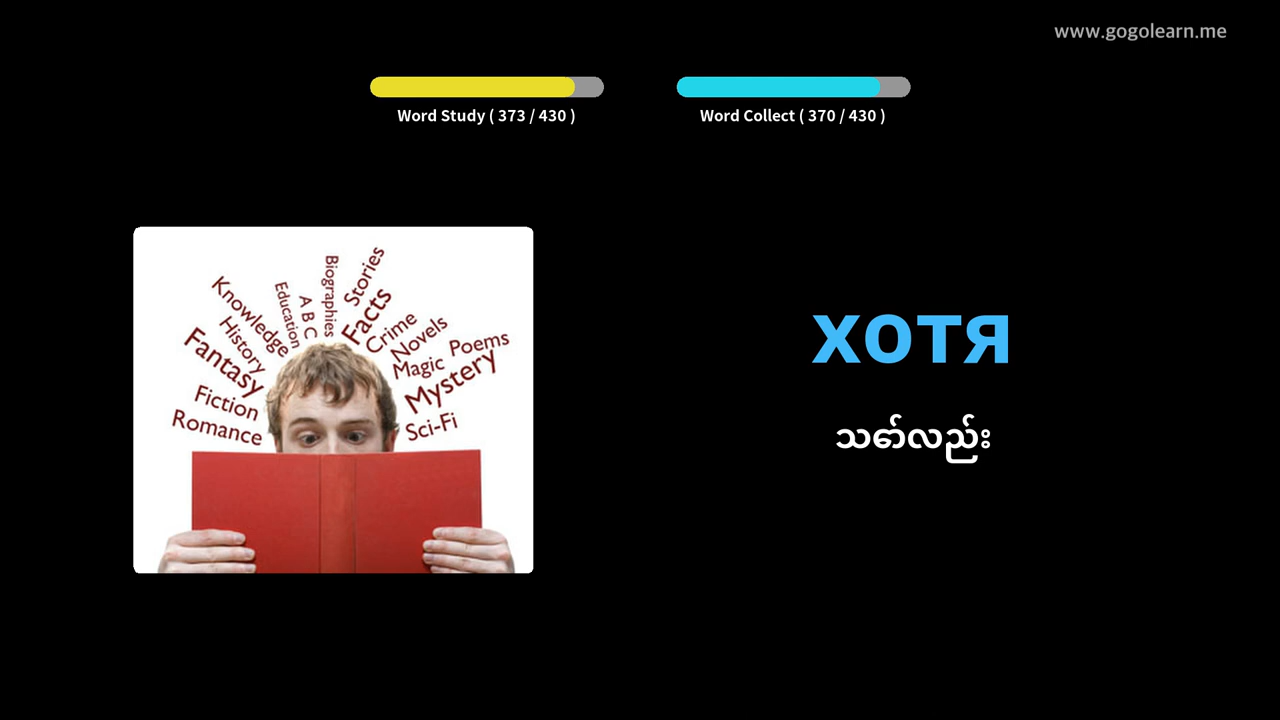 www.gogolearn.me
Word Study ( 373 / 430 )
Word Collect ( 370 / 430 )
Biographies
Stories
Education
A B C
Facts
Knowledge
Crime
History
Novels
Fantasy
Magic
Poems
Mystery
Fiction
Romance
Sci-Fi
хотя
သော်လည်း